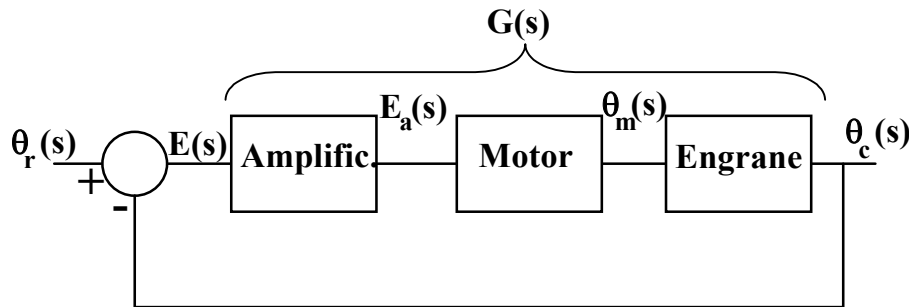 G(s)
θr(s)
+
-
E(s)
Amplific.
Ea(s)
Motor
θm(s)
Engrane
θc(s)